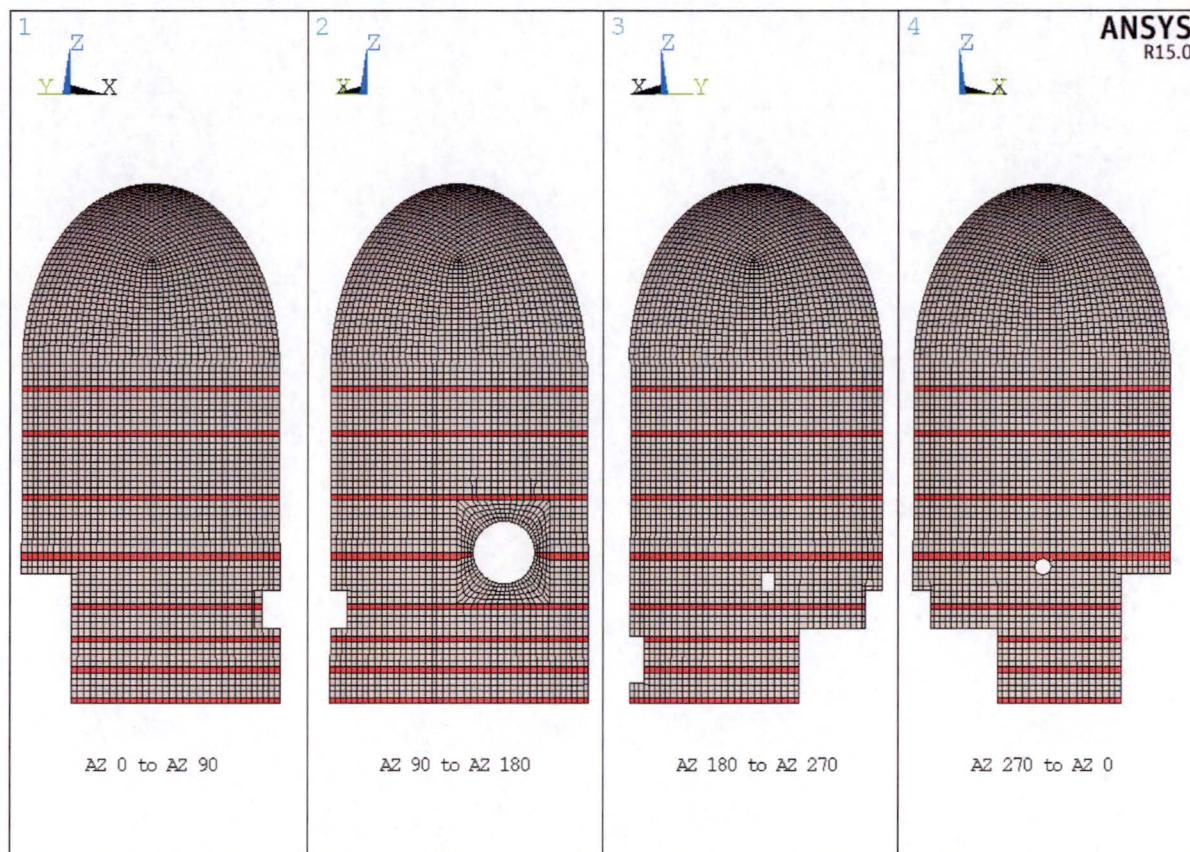 1
Z
Y X
2
Z
X
3
Z
X Y
4
Z
X
ANSYS
R15.0
AZ 0 to AZ 90
AZ 90 to AZ 180
AZ 180 to AZ 270
AZ 270 to AZ 0